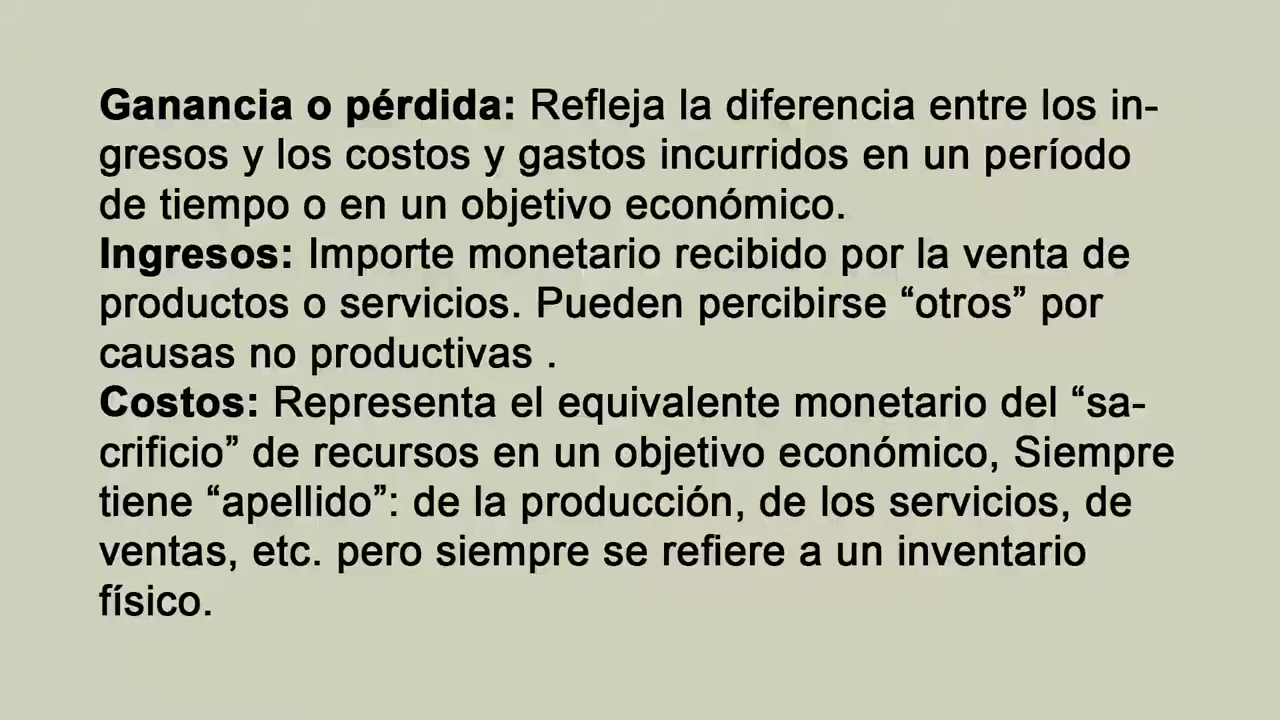 Ganancia o pérdida: Refleja la diferencia entre los in-
gresos y los costos y gastos incurridos en un período
de tiempo o en un objetivo económico.
Ingresos: Importe monetario recibido por la venta de
productos o servicios. Pueden percibirse “otros” por
causas no productivas .
Costos: Representa el equivalente monetario del “sa-
crificio” de recursos en un objetivo económico, Siempre
tiene “apellido”: de la producción, de los servicios, de
ventas, etc. pero siempre se refiere a un inventario
físico.